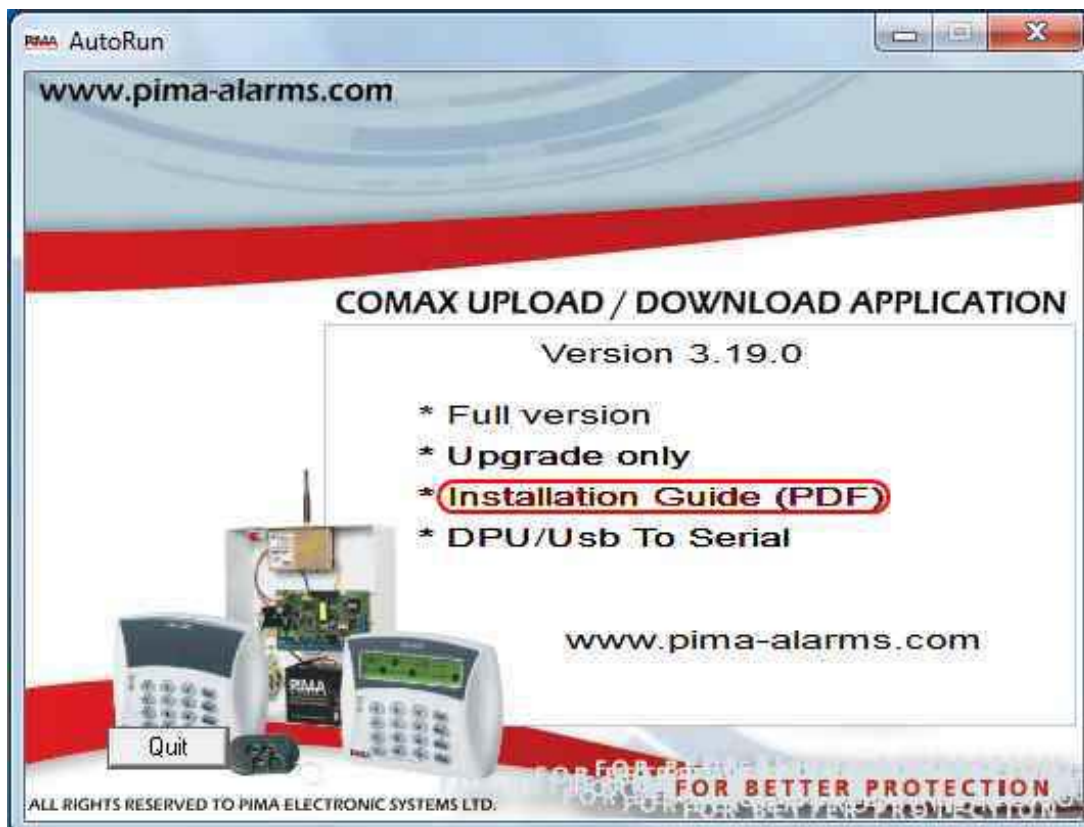 PIMA AutoRun
www.pima-alarms.com
COMAX UPLOAD / DOWNLOAD APPLICATION
Version 3.19.0
* Full version
* Upgrade only
* Installation Guide (PDF)
* DPU/Usb To Serial
www.pima-alarms.com
PIMA
Quit
FOR BETTER PROTECTION
ALL RIGHTS RESERVED TO PIMA ELECTRONIC SYSTEMS LTD.